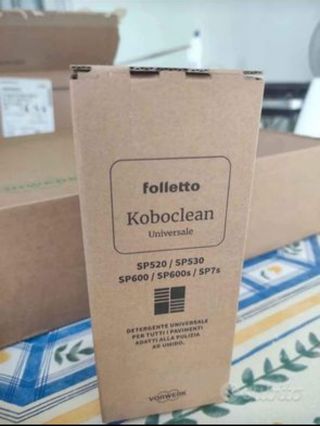 folletto
Koboclean
Universale
SP520 / SP530
SP600 / SP600s / SP7s
DETERGENTE UNIVERSALE
PER TUTTI I PAVIMENTI
ADATTI ALLA PULIZIA
AD UMIDO.
VORWERK
subito